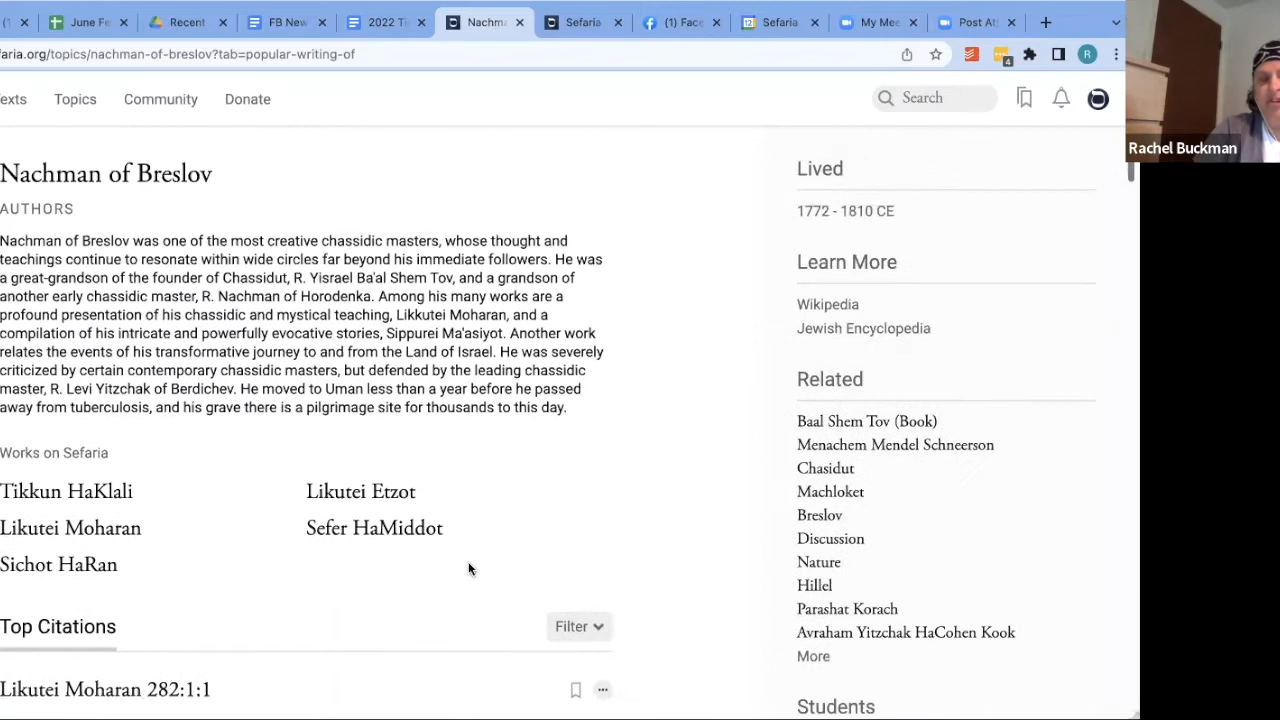 (1
June Fe
Recent
FB New
2022 Ti
Nachm
Sefaria
(1) Face
Sefaria
My Mee
Post At
faria.org/topics/nachman-of-breslov?tab=popular-writing-of
4
R
exts
Topics
Community
Donate
Search
Rachel Buckman
Nachman of Breslov
AUTHORS
Nachman of Breslov was one of the most creative chassidic masters, whose thought and
teachings continue to resonate within wide circles far beyond his immediate followers. He was
a great-grandson of the founder of Chassidut, R. Yisrael Ba'al Shem Tov, and a grandson of
another early chassidic master, R. Nachman of Horodenka. Among his many works are a
profound presentation of his chassidic and mystical teaching, Likkutei Moharan, and a
compilation of his intricate and powerfully evocative stories, Sippurei Ma'asiyot. Another work
relates the events of his transformative journey to and from the Land of Israel. He was severely
criticized by certain contemporary chassidic masters, but defended by the leading chassidic
master, R. Levi Yitzchak of Berdichev. He moved to Uman less than a year before he passed
away from tuberculosis, and his grave there is a pilgrimage site for thousands to this day.
Works on Sefaria
Tikkun HaKlali
Likutei Etzot
Likutei Moharan
Sefer HaMiddot
Sichot HaRan
Top Citations
Filter
Likutei Moharan 282:1:1
Lived
1772 - 1810 CE
Learn More
Wikipedia
Jewish Encyclopedia
Related
Baal Shem Tov (Book)
Menachem Mendel Schneerson
Chasidut
Machloket
Breslov
Discussion
Nature
Hillel
Parashat Korach
Avraham Yitzchak HaCohen Kook
More
Students